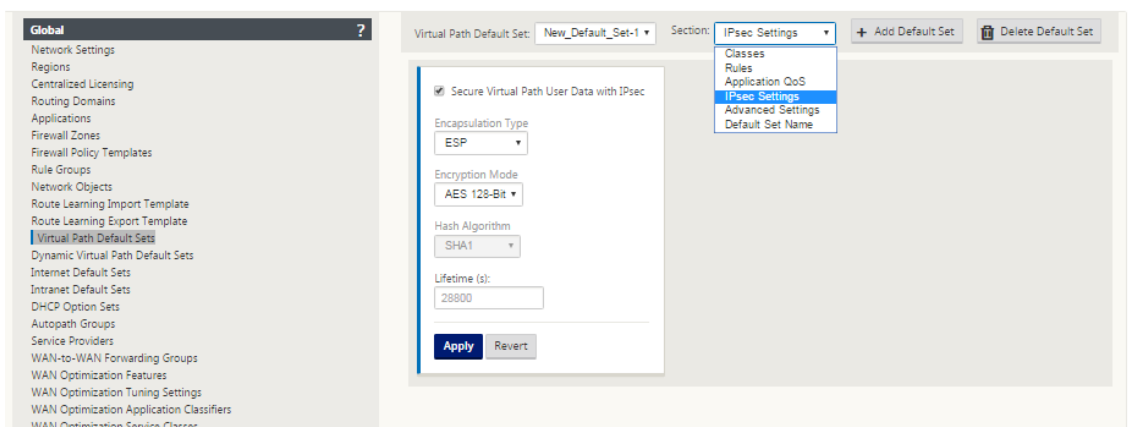 Global ?
Network Settings
Regions
Centralized Licensing
Routing Domains
Applications
Firewall Zones
Firewall Policy Templates
Rule Groups
Network Objects
Route Learning Import Template
Route Learning Export Template
Virtual Path Default Sets
Dynamic Virtual Path Default Sets
Internet Default Sets
Intranet Default Sets
DHCP Option Sets
Autopath Groups
Service Providers
WAN-to-WAN Forwarding Groups
WAN Optimization Features
WAN Optimization Tuning Settings
WAN Optimization Application Classifiers
WAN Optimization Service Classes
Virtual Path Default Set: New_Default_Set-1 Section: IPsec Settings + Add Default Set Delete Default Set
Classes
Rules
Application QoS
IPsec Settings
Advanced Settings
Default Set Name
Secure Virtual Path User Data with IPsec
Encapsulation Type
ESP
Encryption Mode
AES 128-Bit
Hash Algorithm
SHA1
Lifetime (s):
28800
Apply Revert